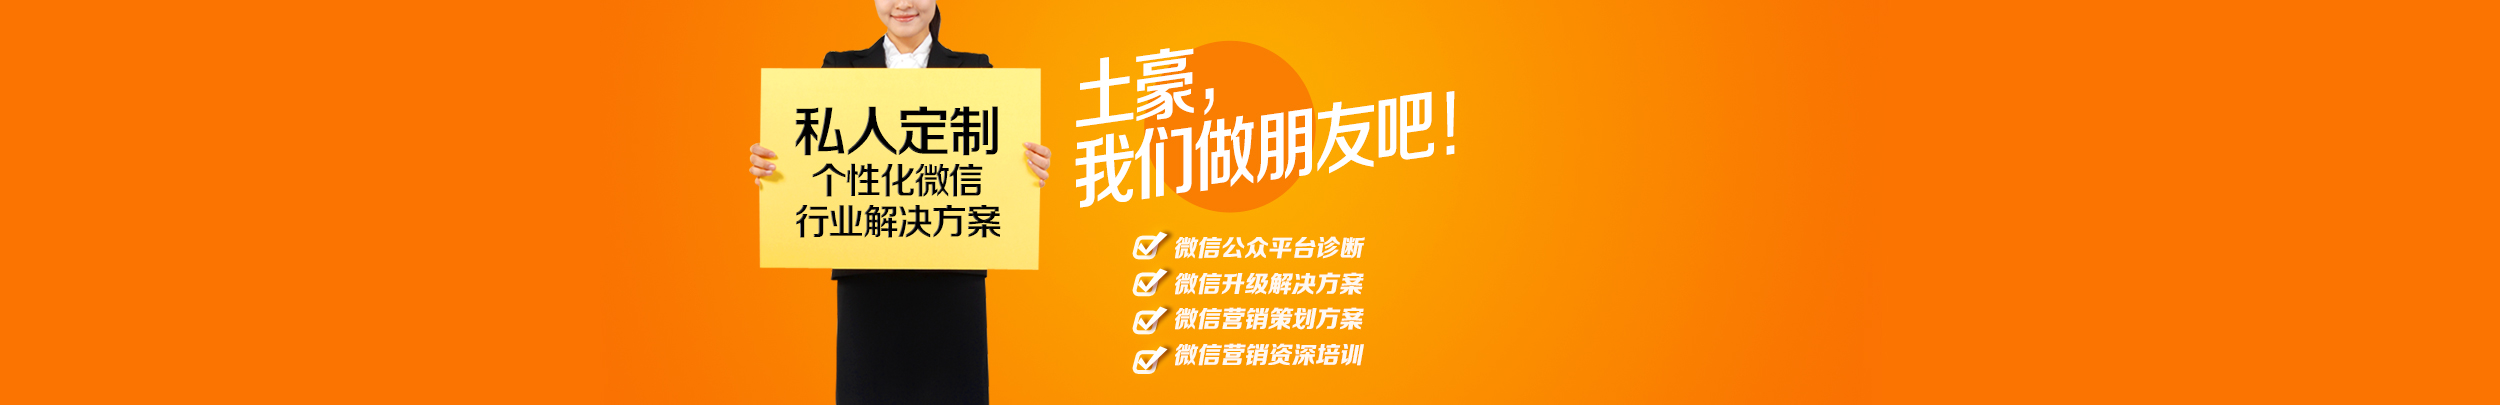 私人定制
个性化微信
行业解决方案
土豪，
我们做朋友吧！
微信公众平台诊断
微信升级解决方案
微信营销策划方案
微信营销资深培训